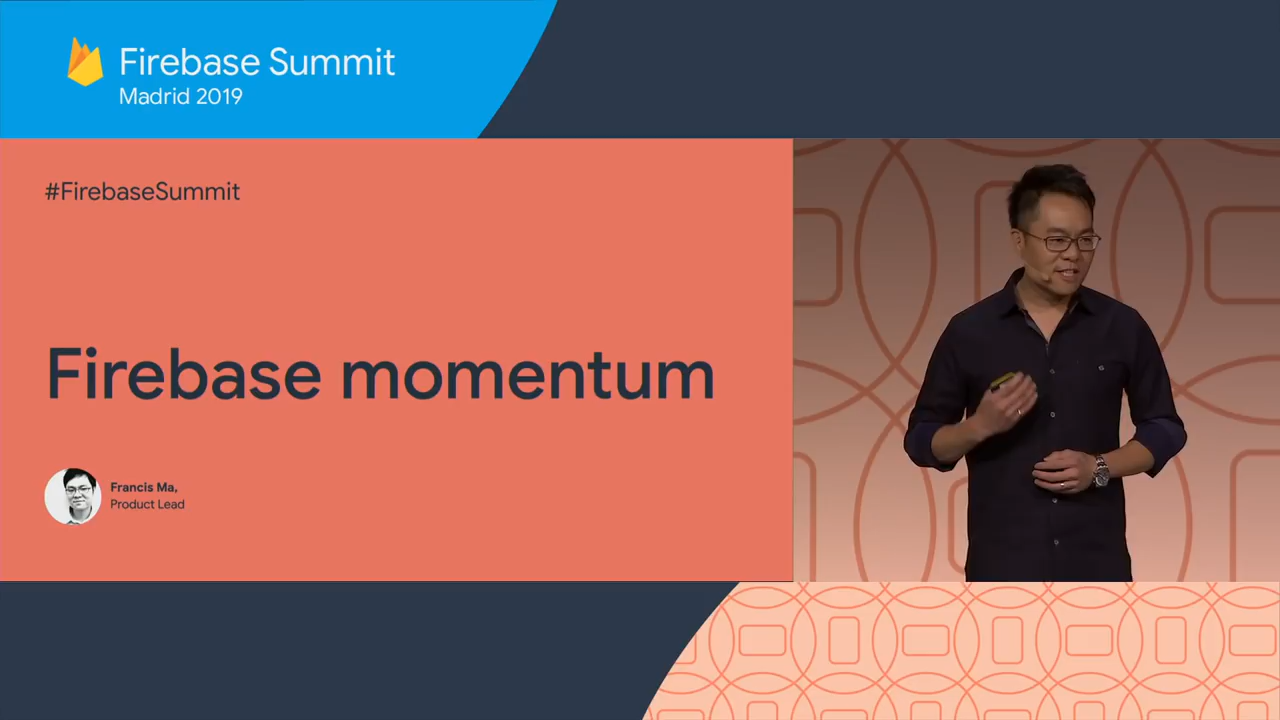 Firebase Summit
Madrid 2019
#FirebaseSummit
Firebase momentum
Francis Ma,
Product Lead